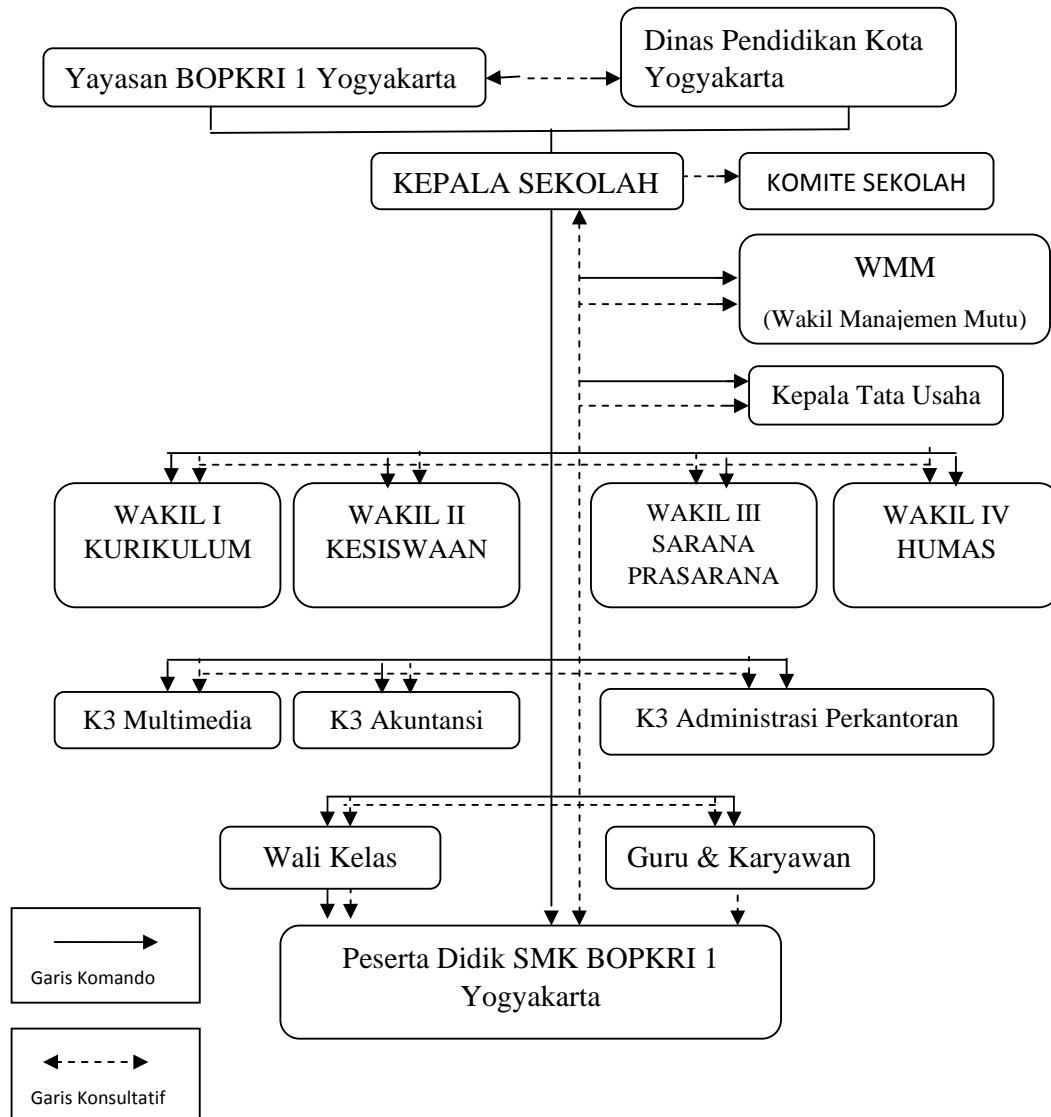 Dinas Pendidikan Kota
Yogyakarta
Yayasan BOPKRI 1 Yogyakarta
KEPALA SEKOLAH
KOMITE SEKOLAH
WMM
(Wakil Manajemen Mutu)
Kepala Tata Usaha
WAKIL I
KURIKULUM
WAKIL II
KESISWAAN
WAKIL III
SARANA
PRASARANA
WAKIL IV
HUMAS
K3 Multimedia
K3 Akuntansi
K3 Administrasi Perkantoran
Wali Kelas
Guru & Karyawan
Peserta Didik SMK BOPKRI 1
Yogyakarta
Garis Komando
Garis Konsultatif